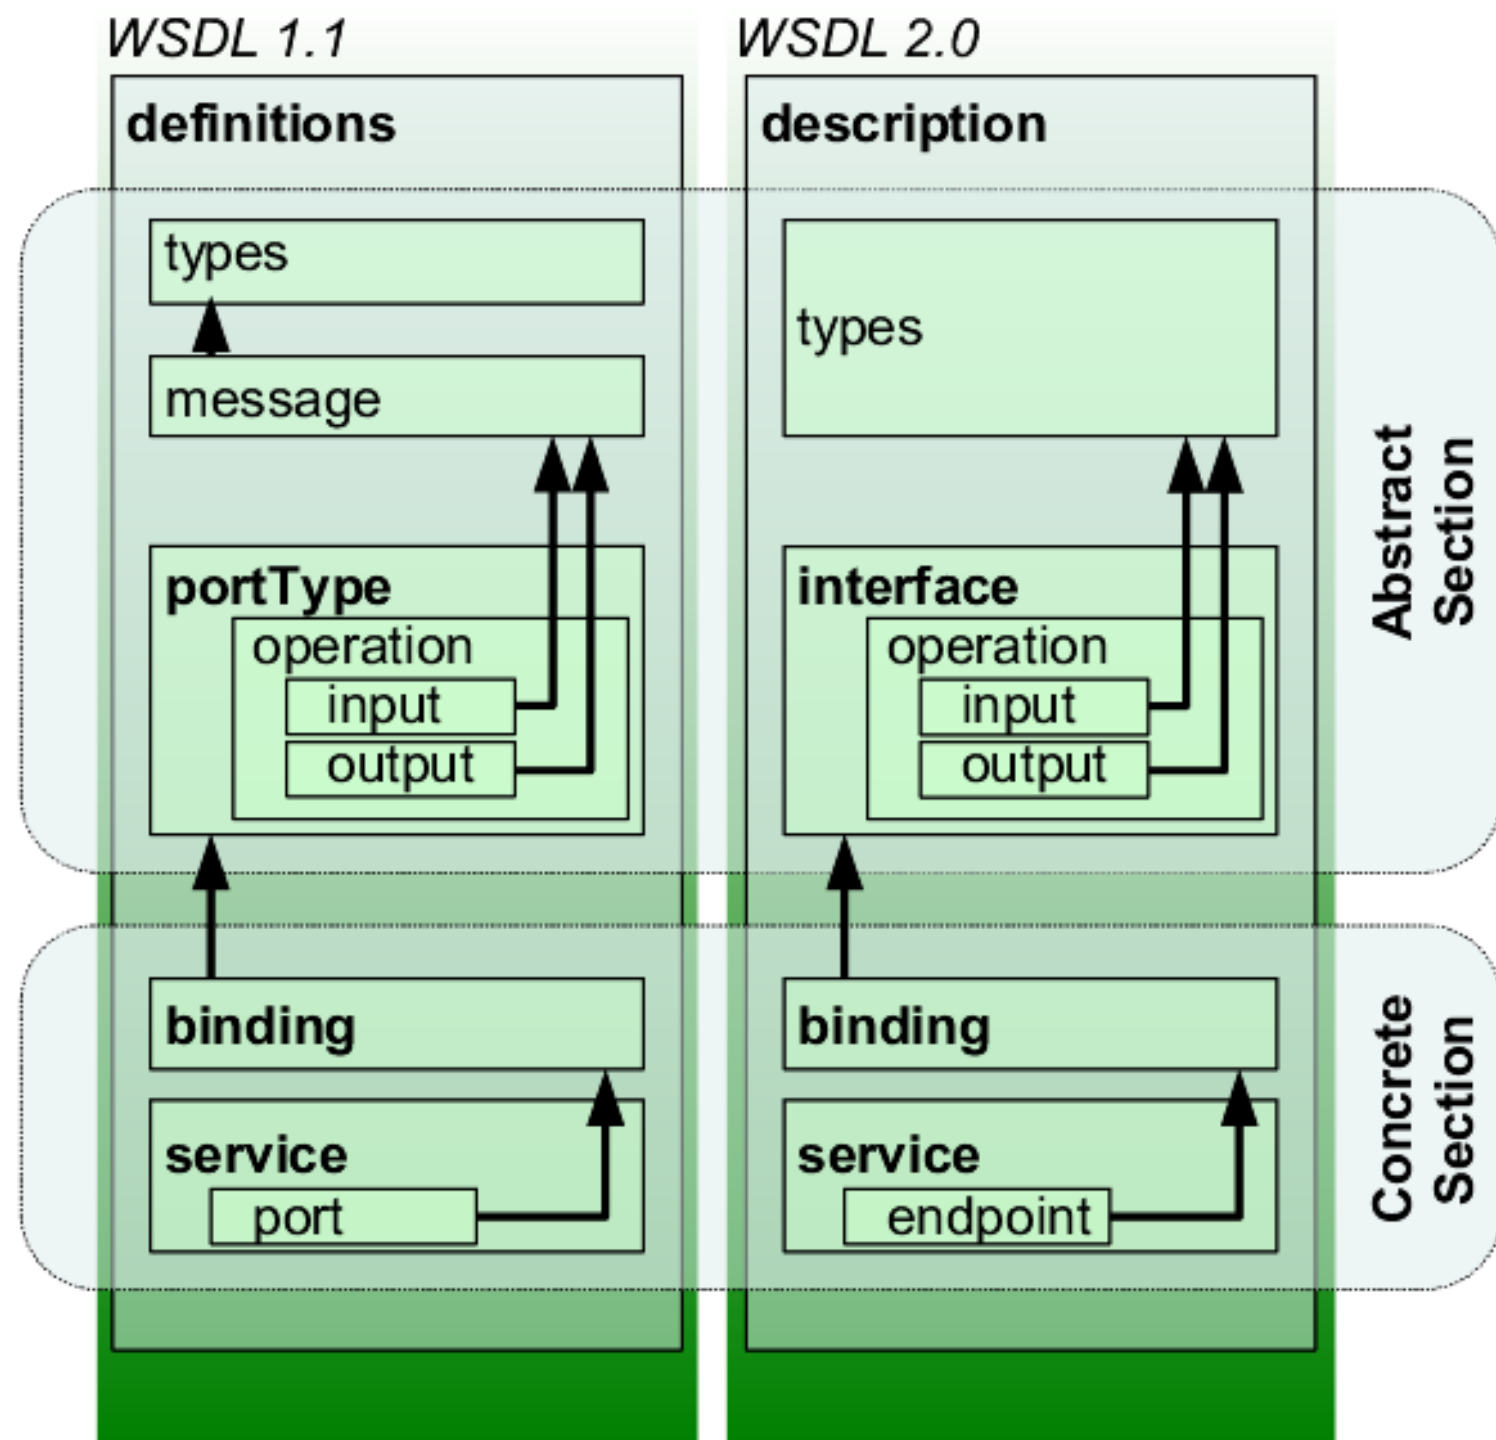 WSDL 1.1
definitions
types
message
portType
operation
input
output
binding
service
port
WSDL 2.0
description
types
interface
operation
input
output
binding
service
endpoint
Abstract
Section
Concrete
Section